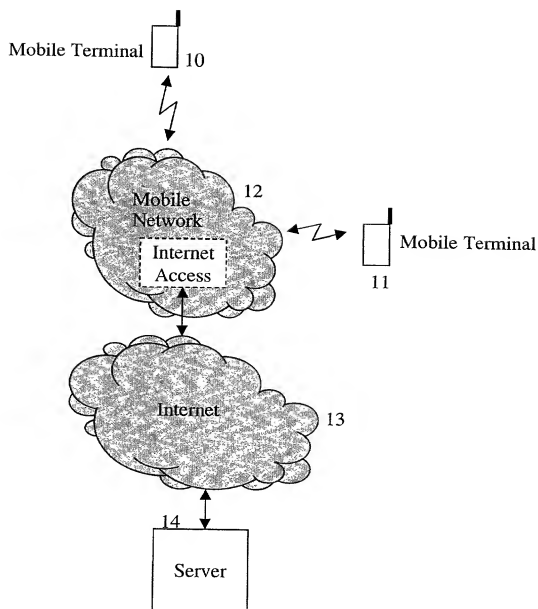 Mobile Terminal
10
12
Mobile
Network
Internet
Access
Mobile Terminal
11
Internet
13
14
Server